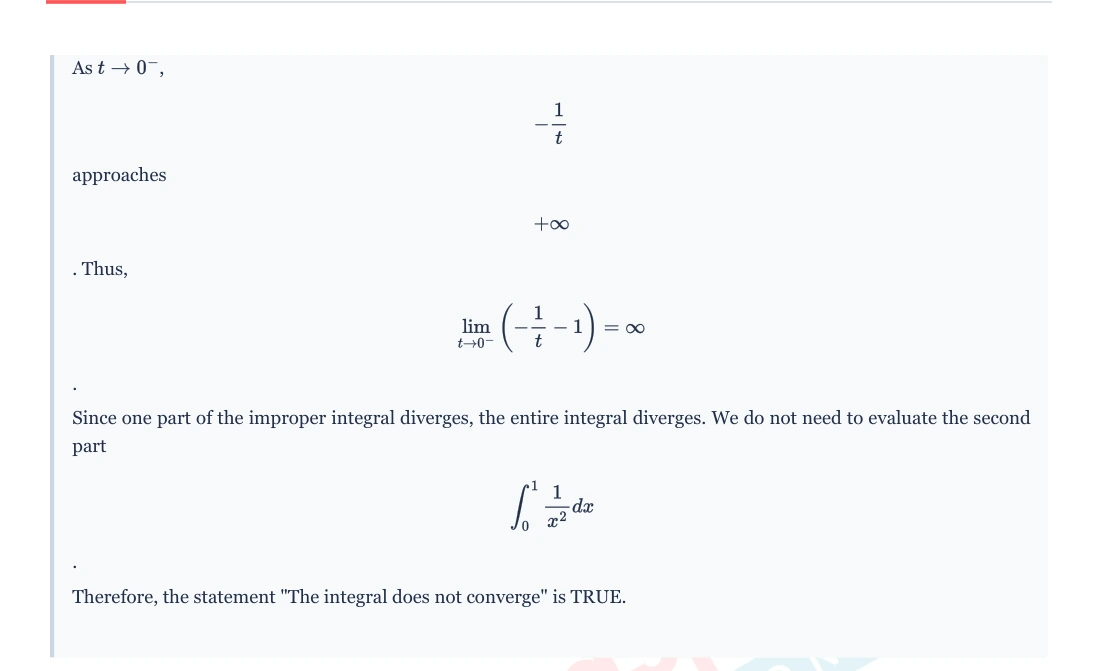 As t → 0⁻,
−1/t
approaches
+∞
. Thus,
lim t→0⁻ (−1/t − 1) = ∞
.
Since one part of the improper integral diverges, the entire integral diverges. We do not need to evaluate the second
part
∫₀¹ 1/x² dx
.
Therefore, the statement "The integral does not converge" is TRUE.